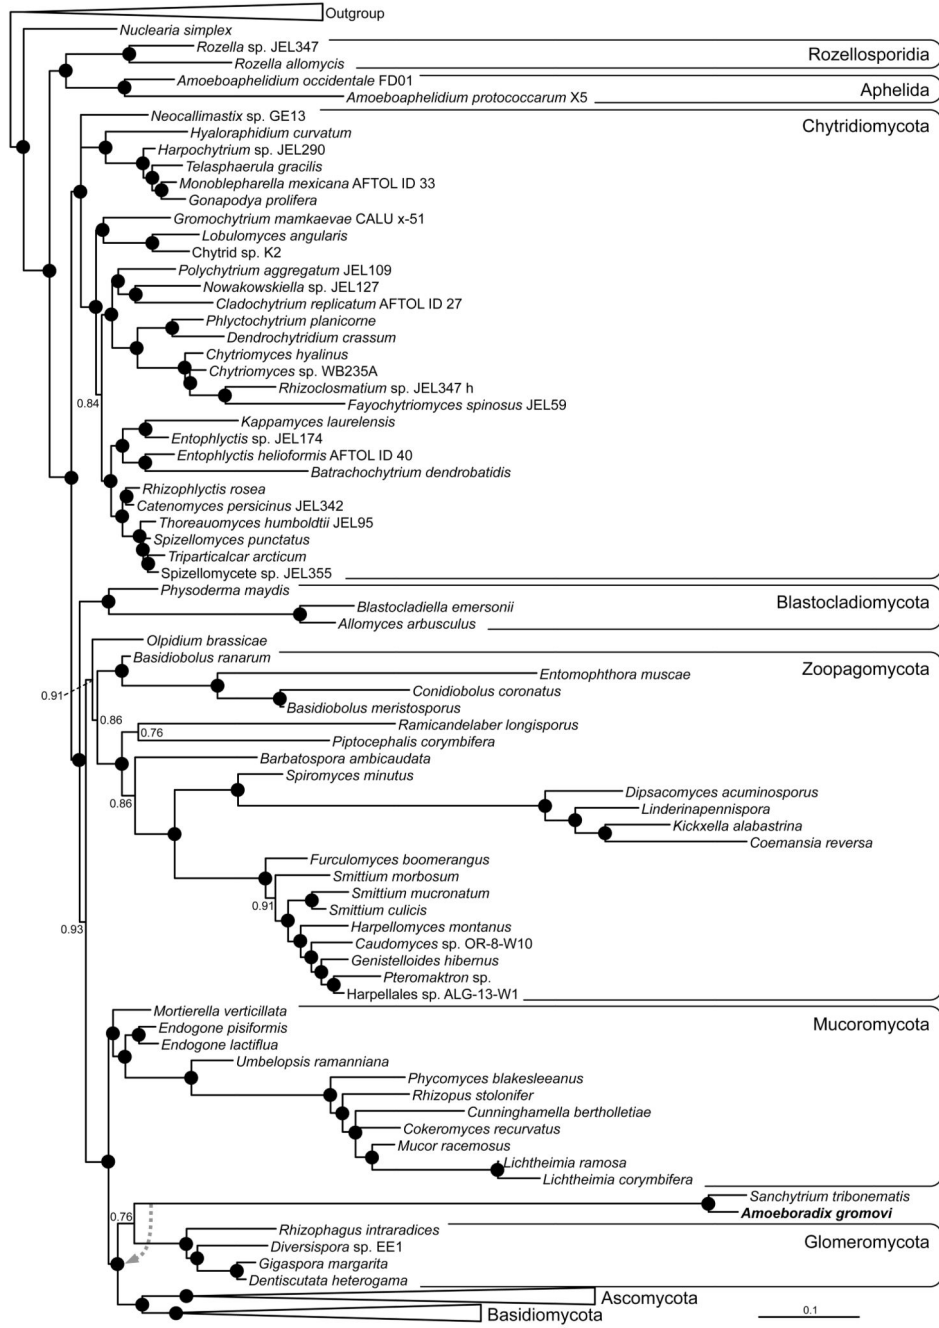 Outgroup
Nuclearia simplex
Rozella sp. JEL347
Rozellosporidia
Rozella allomycis
Amoeboaphelidium occidentale FD01
Aphelida
Amoeboaphelidium protococcarum X5
Neocallimastix sp. GE13
Chytridiomycota
Hyaloraphidium curvatum
Harpochytrium sp. JEL290
Telasphaerula gracilis
Monoblepharella mexicana AFTOL ID 33
Gonapodya prolifera
Gromochytrium mamkaevae CALU x-51
Lobulomyces angularis
Chytrid sp. K2
Polychytrium aggregatum JEL109
Nowakowskiella sp. JEL127
Cladochytrium replicatum AFTOL ID 27
Phlyctochytrium planicorne
Dendrochytridium crassum
Chytriomyces hyalinus
Chytriomyces sp. WB235A
Rhizoclosmatium sp. JEL347 h
0.84
Fayochytriomyces spinosus JEL59
Kappamyces laurelensis
Entophlyctis sp. JEL174
Entophlyctis helioformis AFTOL ID 40
Batrachochytrium dendrobatidis
Rhizophlyctis rosea
Catenomyces persicinus JEL342
Thoreauomyces humboldtii JEL95
Spizellomyces punctatus
Triparticalcar arcticum
Spizellomycete sp. JEL355
Physoderma maydis
Blastocladiomycota
Blastocladiella emersonii
Allomyces arbusculus
Olpidium brassicae
Basidiobolus ranarum
Zoopagomycota
Entomophthora muscae
0.91
Conidiobolus coronatus
Basidiobolus meristosporus
0.86
Ramicandelaber longisporus
0.76
Piptocephalis corymbifera
Barbatospora ambicaudata
Spiromyces minutus
Dipsacomyces acuminosporus
0.86
Linderinapennispora
Kickxella alabastrina
Coemansia reversa
Furculomyces boomerangus
Smittium morbosum
Smittium mucronatum
0.91
Smittium culicis
Harpellomyces montanus
0.93
Caudomyces sp. OR-8-W10
Genistelloides hibernus
Pteromaktron sp.
Harpellales sp. ALG-13-W1
Mortierella verticillata
Mucoromycota
Endogone pisiformis
Endogone lactiflua
Umbelopsis ramanniana
Phycomyces blakesleeanus
Rhizopus stolonifer
Cunninghamella bertholletiae
Cokeromyces recurvatus
Mucor racemosus
Lichtheimia ramosa
Lichtheimia corymbifera
Sanchytrium tribonematis
0.76
Amoeboradix gromovi
Rhizophagus intraradices
Glomeromycota
Diversispora sp. EE1
Gigaspora margarita
Dentiscutata heterogama
Ascomycota
Basidiomycota
0.1